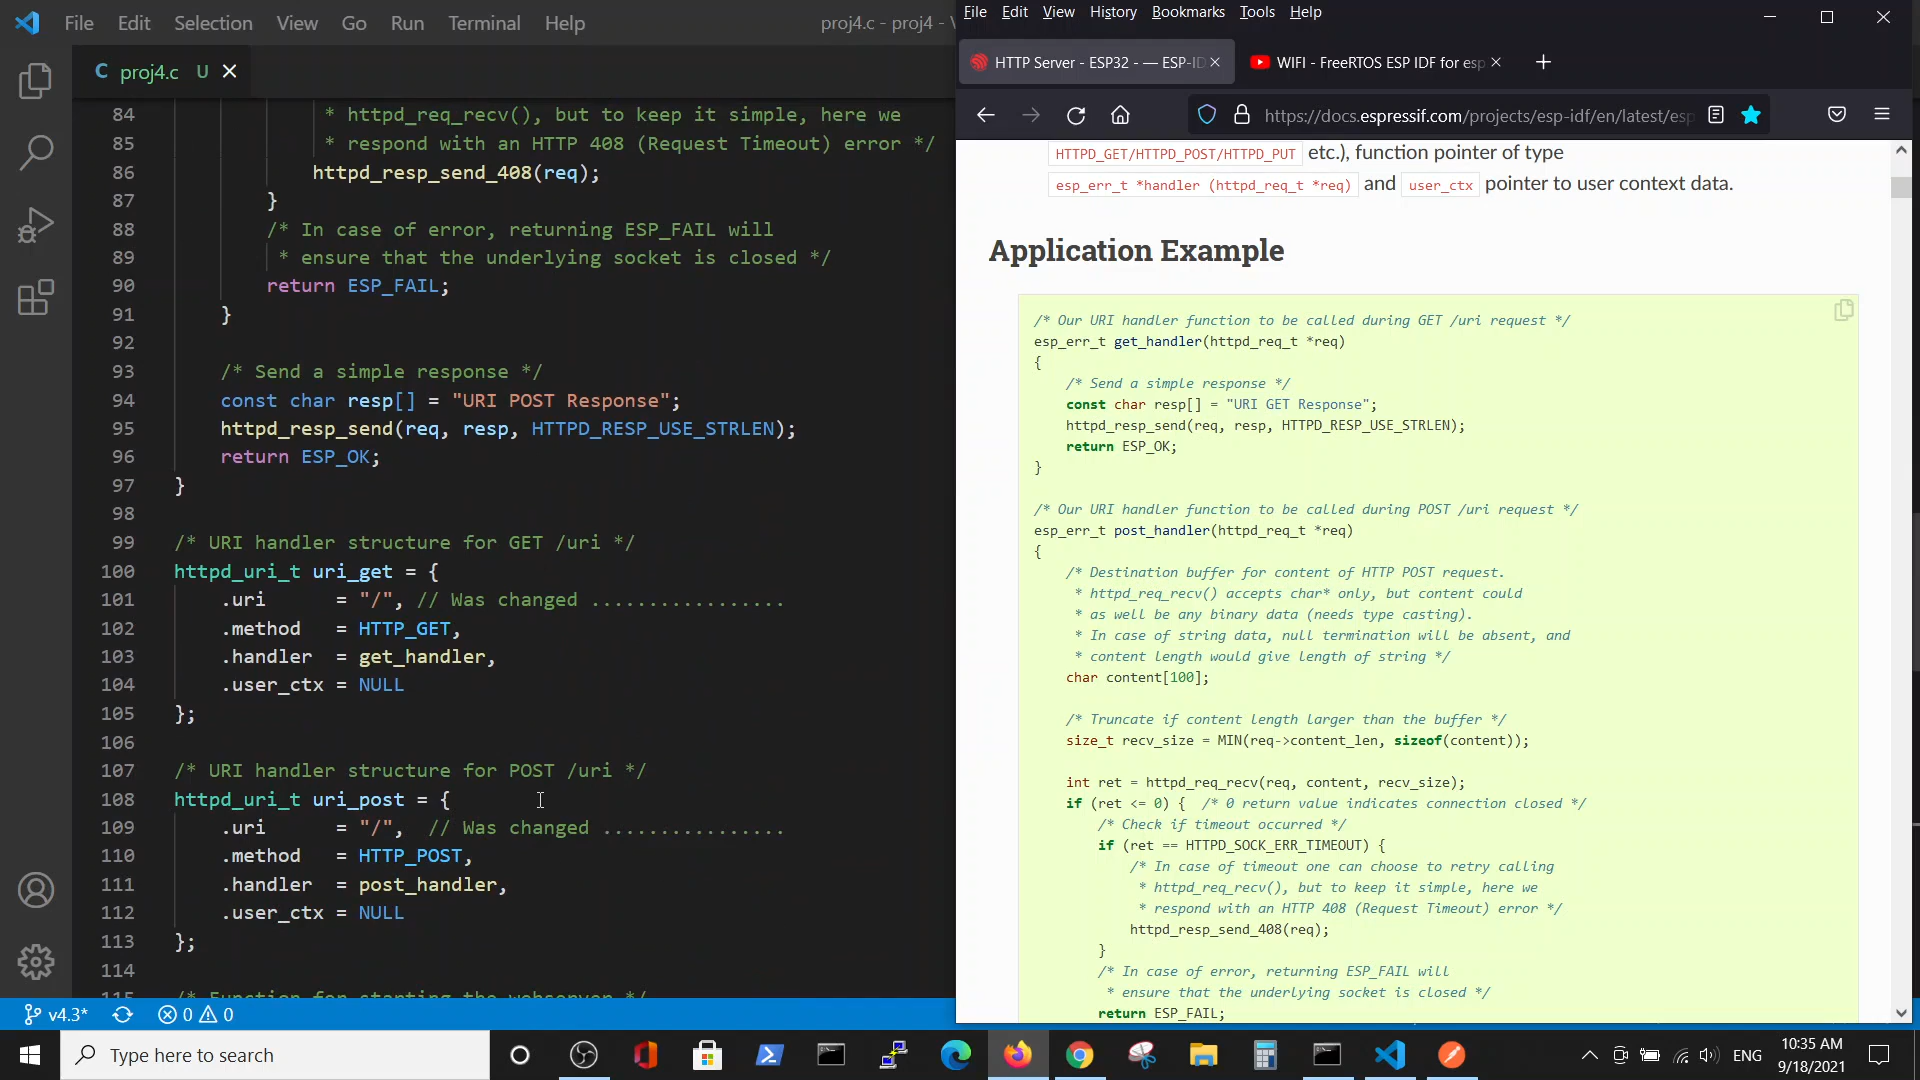 File Edit Selection View Go Run Terminal Help
proj4.c - proj4 -
C proj4.c U
84 * httpd_req_recv(), but to keep it simple, here we
85 * respond with an HTTP 408 (Request Timeout) error */
86 httpd_resp_send_408(req);
87 }
88 /* In case of error, returning ESP_FAIL will
89 * ensure that the underlying socket is closed */
90 return ESP_FAIL;
91 }
92
93 /* Send a simple response */
94 const char resp[] = "URI POST Response";
95 httpd_resp_send(req, resp, HTTPD_RESP_USE_STRLEN);
96 return ESP_OK;
97 }
98
99 /* URI handler structure for GET /uri */
100 httpd_uri_t uri_get = {
101 .uri = "/", // Was changed .................
102 .method = HTTP_GET,
103 .handler = get_handler,
104 .user_ctx = NULL
105 };
106
107 /* URI handler structure for POST /uri */
108 httpd_uri_t uri_post = {
109 .uri = "/", // Was changed ................
110 .method = HTTP_POST,
111 .handler = post_handler,
112 .user_ctx = NULL
113 };
114
115 /* Function for starting the webserver */
v4.3* 0 0
File Edit View History Bookmarks Tools Help
HTTP Server - ESP32 - — ESP-ID
WIFI - FreeRTOS ESP IDF for esp
https://docs.espressif.com/projects/esp-idf/en/latest/esp
HTTPD_GET/HTTPD_POST/HTTPD_PUT etc.), function pointer of type
esp_err_t *handler (httpd_req_t *req) and user_ctx pointer to user context data.
Application Example
/* Our URI handler function to be called during GET /uri request */
esp_err_t get_handler(httpd_req_t *req)
{
/* Send a simple response */
const char resp[] = "URI GET Response";
httpd_resp_send(req, resp, HTTPD_RESP_USE_STRLEN);
return ESP_OK;
}
/* Our URI handler function to be called during POST /uri request */
esp_err_t post_handler(httpd_req_t *req)
{
/* Destination buffer for content of HTTP POST request.
* httpd_req_recv() accepts char* only, but content could
* as well be any binary data (needs type casting).
* In case of string data, null termination will be absent, and
* content length would give length of string */
char content[100];
/* Truncate if content length larger than the buffer */
size_t recv_size = MIN(req->content_len, sizeof(content));
int ret = httpd_req_recv(req, content, recv_size);
if (ret <= 0) { /* 0 return value indicates connection closed */
/* Check if timeout occurred */
if (ret == HTTPD_SOCK_ERR_TIMEOUT) {
/* In case of timeout one can choose to retry calling
* httpd_req_recv(), but to keep it simple, here we
* respond with an HTTP 408 (Request Timeout) error */
httpd_resp_send_408(req);
}
/* In case of error, returning ESP_FAIL will
* ensure that the underlying socket is closed */
return ESP_FAIL;
Type here to search
ENG
10:35 AM
9/18/2021